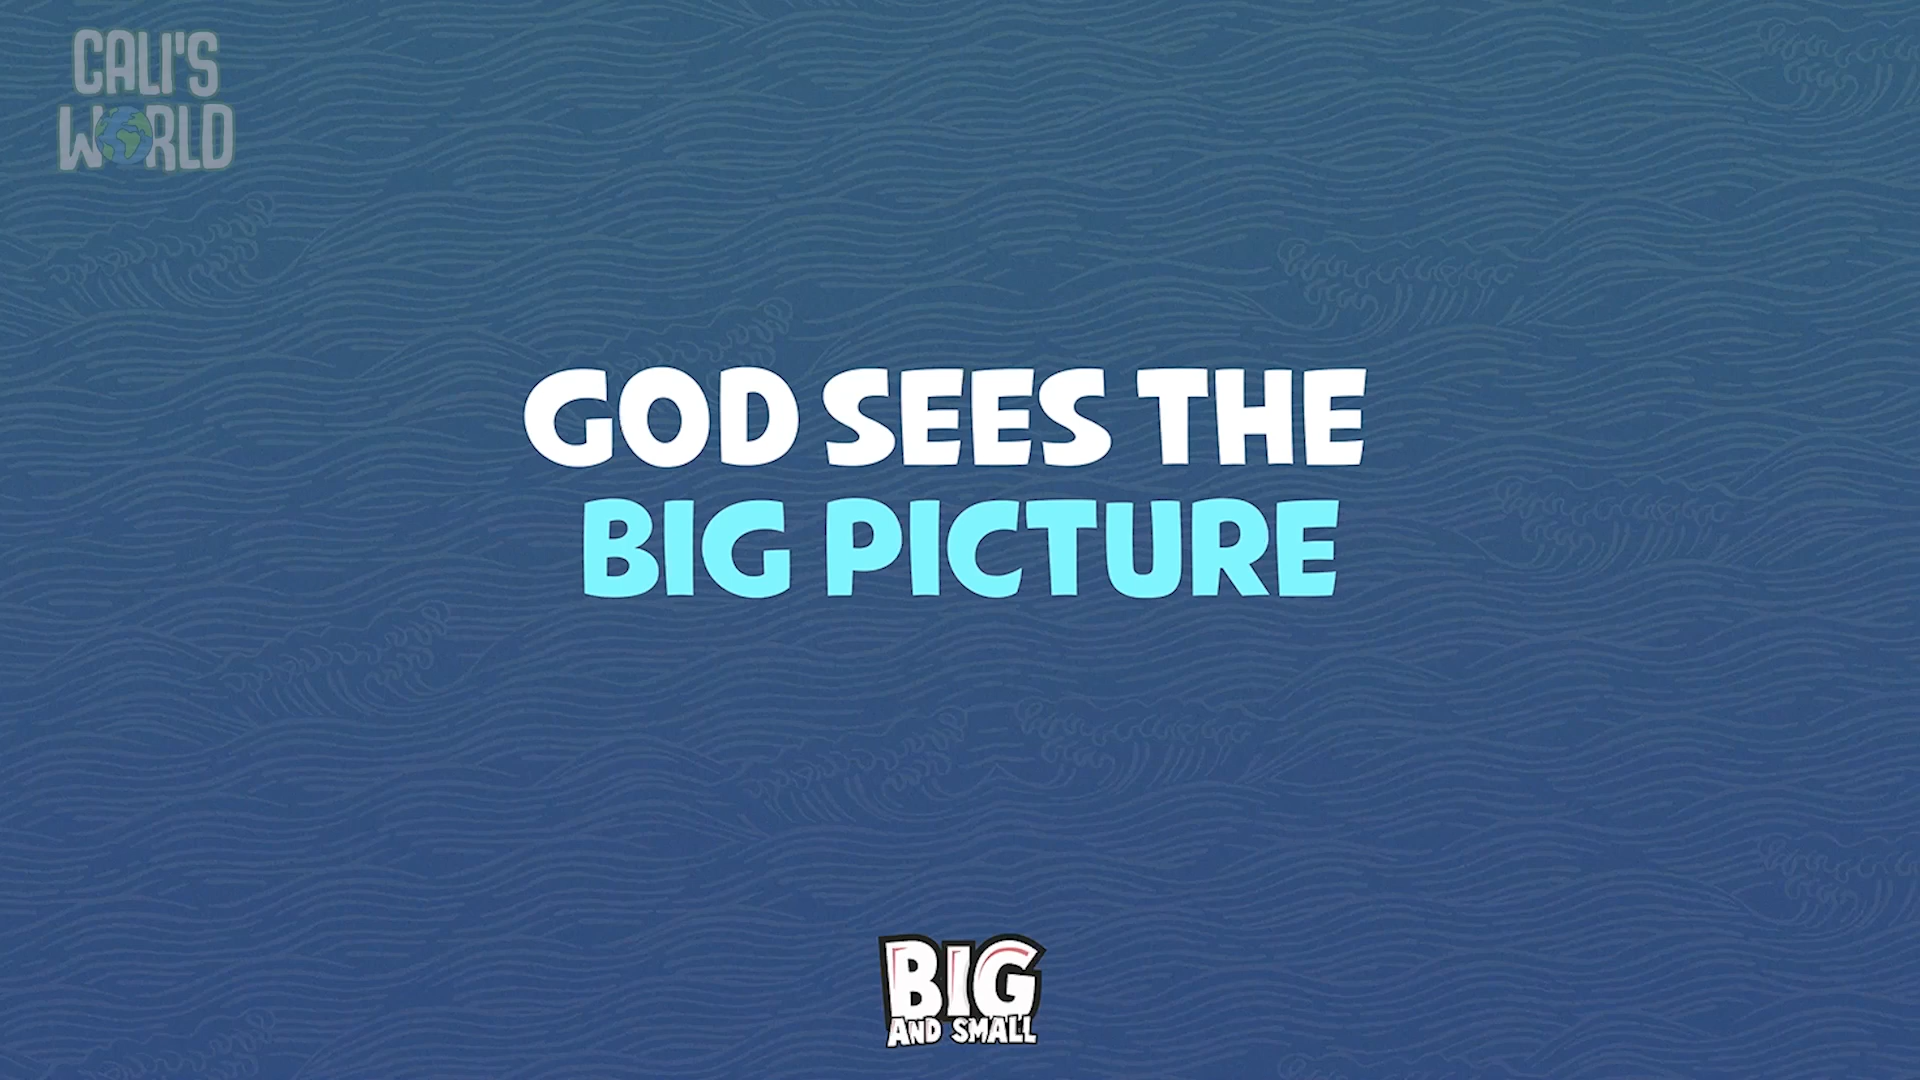 CALI'S
WORLD
GOD SEES THE
BIG PICTURE
BIG
AND SMALL